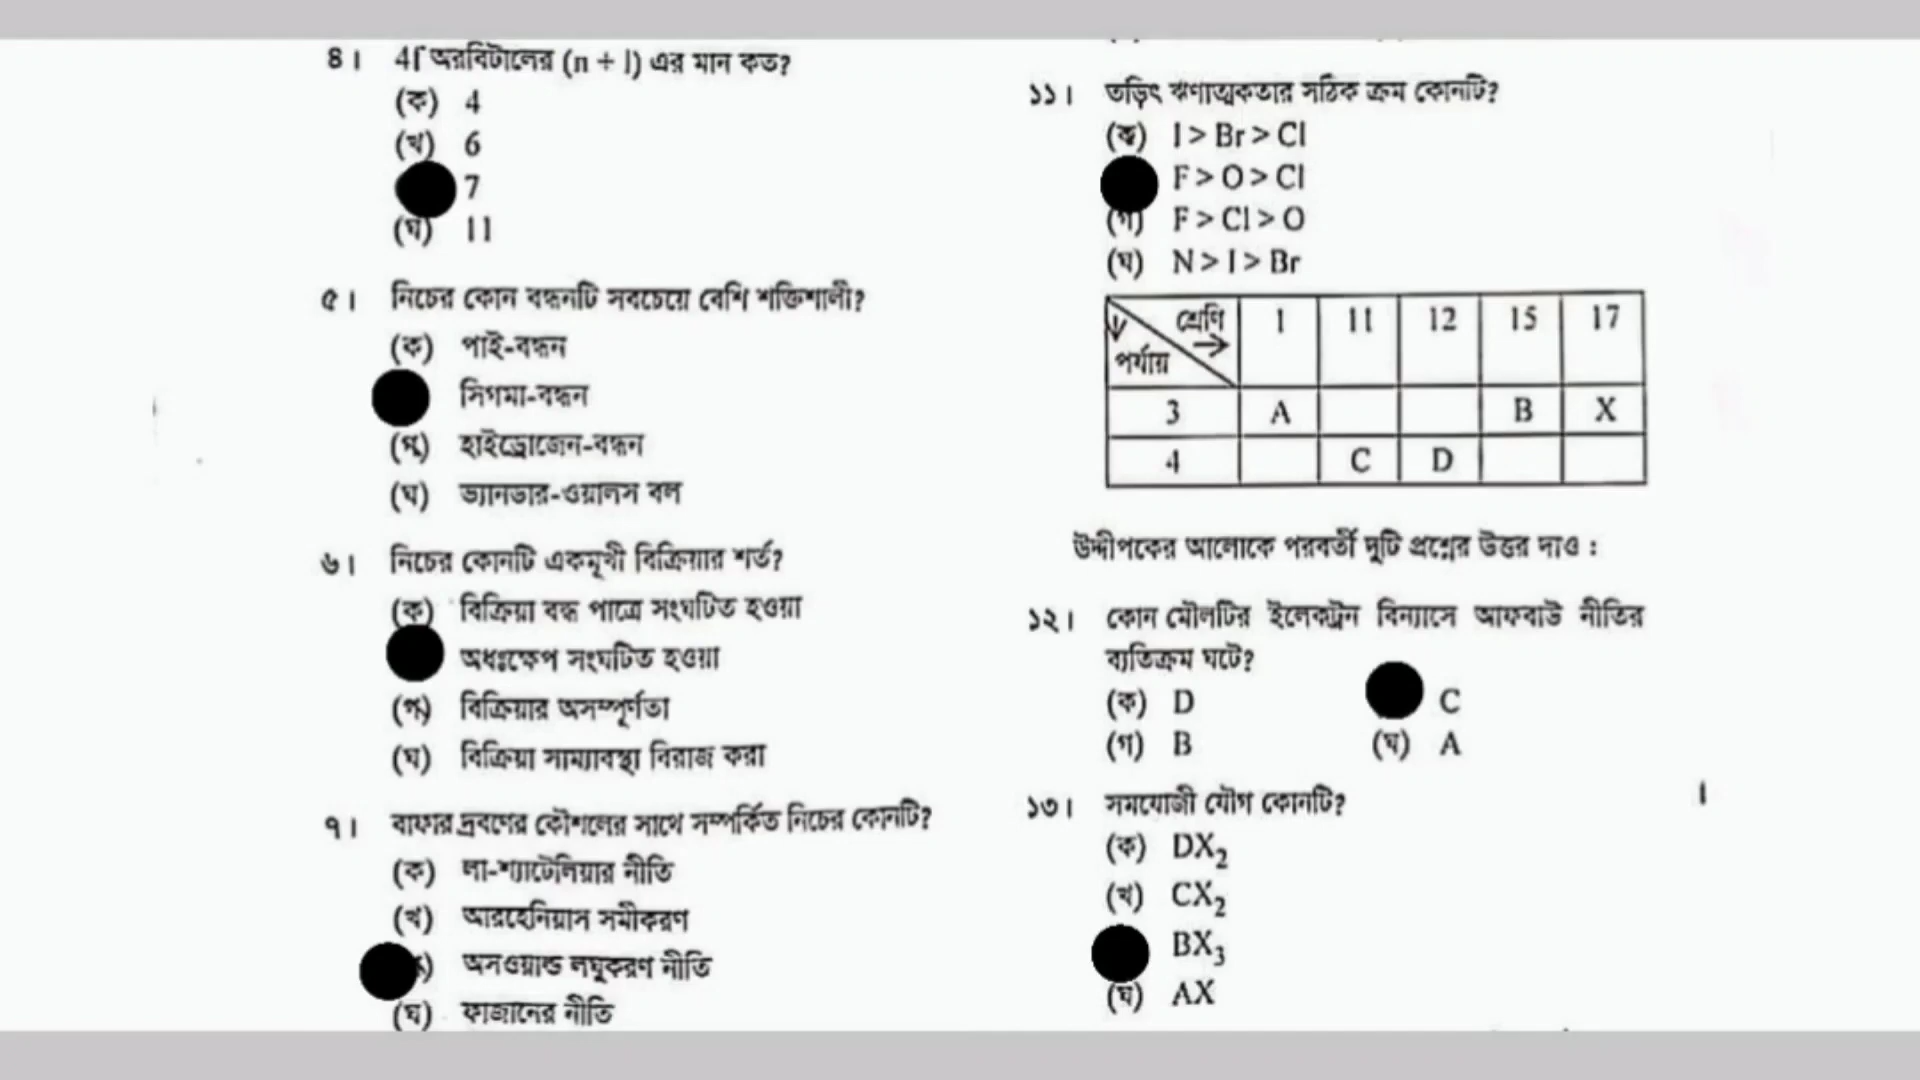 ৪। 4f অরবিটালের (n + l) এর মান কত?
(ক) 4
(খ) 6
7
(ঘ) 11
৫। নিচের কোন বন্ধনটি সবচেয়ে বেশি শক্তিশালী?
(ক) পাই-বন্ধন
সিগমা-বন্ধন
(গ) হাইড্রোজেন-বন্ধন
(ঘ) ভ্যানডার-ওয়ালস বল
৬। নিচের কোনটি একমূখী বিক্রিয়ার শর্ত?
(ক) বিক্রিয়া বদ্ধ পাত্রে সংঘটিত হওয়া
অধঃক্ষেপ সংঘটিত হওয়া
(গ) বিক্রিয়ার অসম্পূর্ণতা
(ঘ) বিক্রিয়া সাম্যাবস্থা বিরাজ করা
৭। বাফার দ্রবণের কৌশলের সাথে সম্পর্কিত নিচের কোনটি?
(ক) লা-শ্যাটেলিয়ার নীতি
(খ) আরহেনিয়াস সমীকরণ
অসওয়াল্ড লঘুকরণ নীতি
(ঘ) ফাজানের নীতি
১১। তড়িৎ ঋণাত্মকতার সঠিক ক্রম কোনটি?
(ক) I > Br > Cl
F > O > Cl
(গ) F > Cl > O
(ঘ) N > I > Br
শ্রেণি 1 11 12 15 17
পর্যায়
3 A B X
4 C D
উদ্দীপকের আলোকে পরবর্তী দুটি প্রশ্নের উত্তর দাও :
১২। কোন মৌলটির ইলেকট্রন বিন্যাসে আফবাউ নীতির
ব্যতিক্রম ঘটে?
(ক) D C
(গ) B (ঘ) A
১৩। সমযোজী যৌগ কোনটি?
(ক) DX₂
(খ) CX₂
BX₃
(ঘ) AX